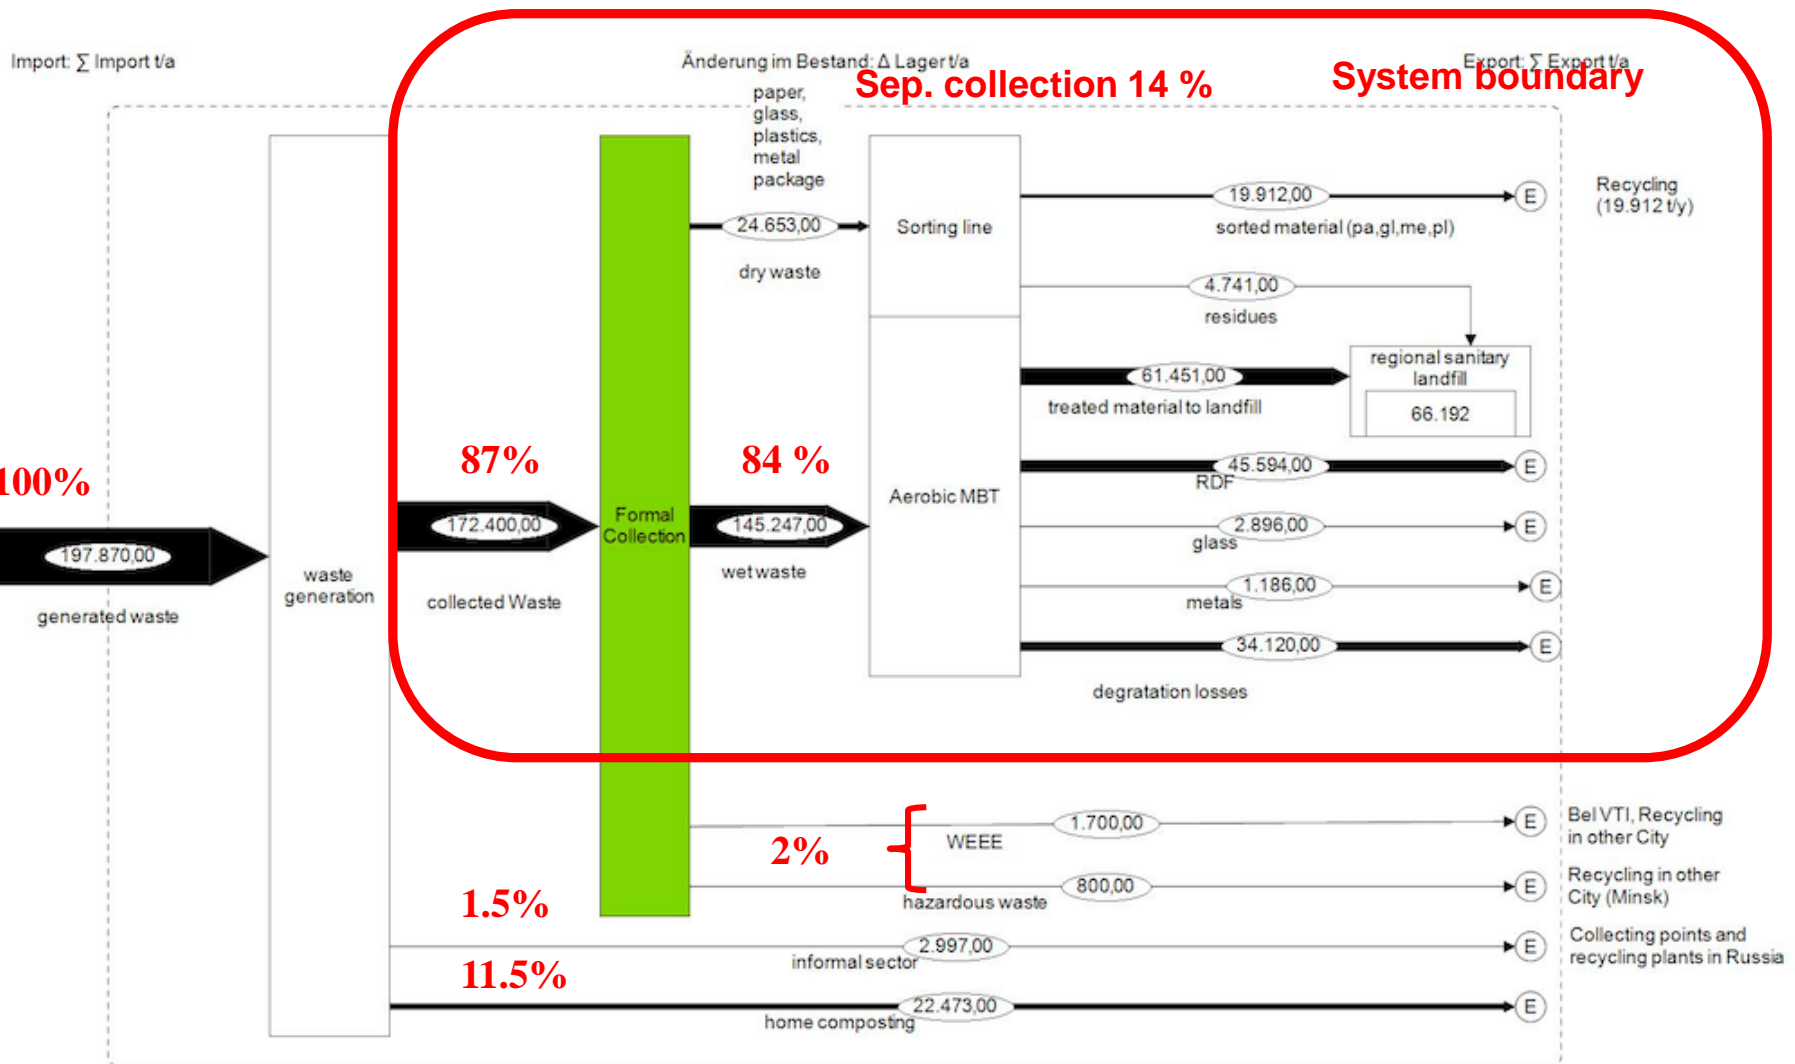 Import: ∑ Import t/a
Änderung im Bestand: Δ Lager t/a
Export: ∑ Export t/a
Sep. collection 14 %
System boundary
paper,
glass,
plastics,
metal
package
24.653,00
dry waste
Sorting line
19.912,00
sorted material (pa,gl,me,pl)
E
Recycling
(19.912 t/y)
4.741,00
residues
regional sanitary
landfill
66.192
61.451,00
treated material to landfill
100%
197.870,00
generated waste
waste
generation
87%
172.400,00
collected Waste
Formal
Collection
84 %
145.247,00
wet waste
Aerobic MBT
45.594,00
RDF
E
2.896,00
glass
E
1.186,00
metals
E
34.120,00
degratation losses
E
2%
1.700,00
WEEE
E
Bel VTI, Recycling
in other City
800,00
hazardous waste
E
Recycling in other
City (Minsk)
1.5%
2.997,00
informal sector
E
Collecting points and
recycling plants in Russia
11.5%
22.473,00
home composting
E